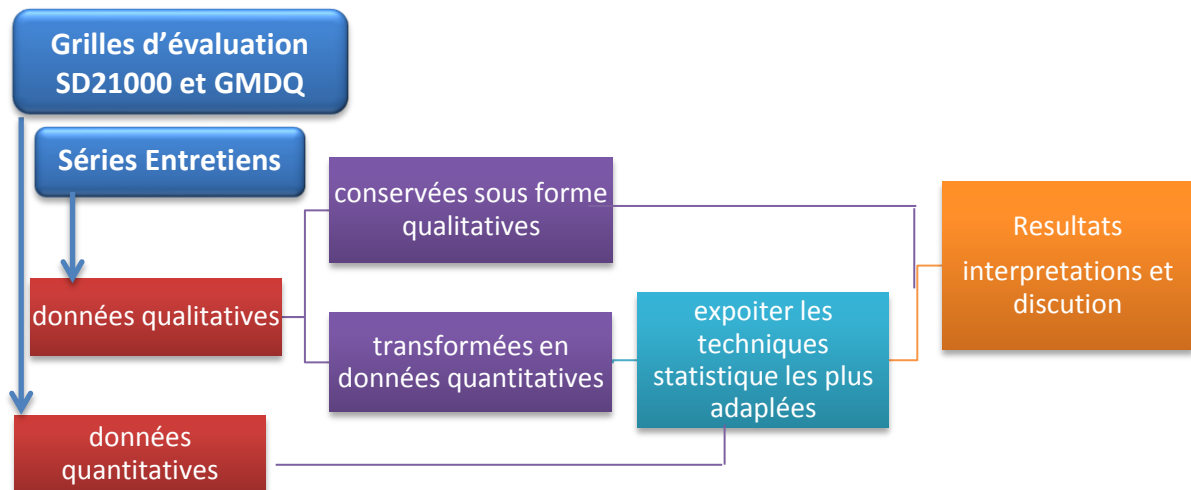 Grilles d’évaluation
SD21000 et GMDQ
Séries Entretiens
données qualitatives
données
quantitatives
conservées sous forme
qualitatives
transformées en
données quantitatives
expoiter les
techniques
statistique les plus
adaplées
Resultats
interpretations et
discution